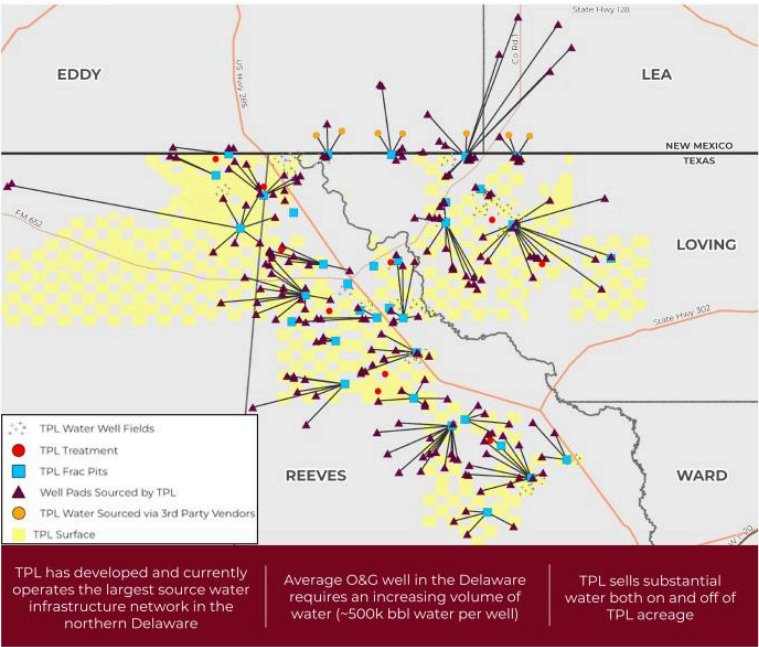 State Hwy 128
EDDY
LEA
US Hwy 285
Co Rd 1
NEW MEXICO
TEXAS
FM 652
LOVING
State Hwy 302
TPL Water Well Fields
TPL Treatment
TPL Frac Pits
Well Pads Sourced by TPL
TPL Water Sourced via 3rd Party Vendors
TPL Surface
REEVES
WARD
TPL has developed and currently
operates the largest source water
infrastructure network in the
northern Delaware
Average O&G well in the Delaware
requires an increasing volume of
water (~500k bbl water per well)
TPL sells substantial
water both on and off of
TPL acreage